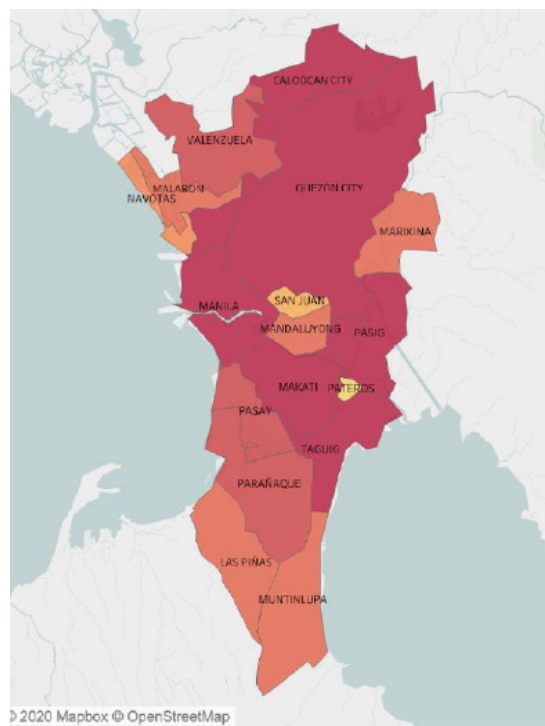 CALOOCAN CITY
VALENZUELA
MALABON
NAVOTAS
QUEZON CITY
MARIKINA
SAN JUAN
MANILA
MANDALUYONG
PASIG
MAKATI
PATEROS
PASAY
TAGUIG
PARAÑAQUE
LAS PIÑAS
MUNTINLUPA
© 2020 Mapbox © OpenStreetMap